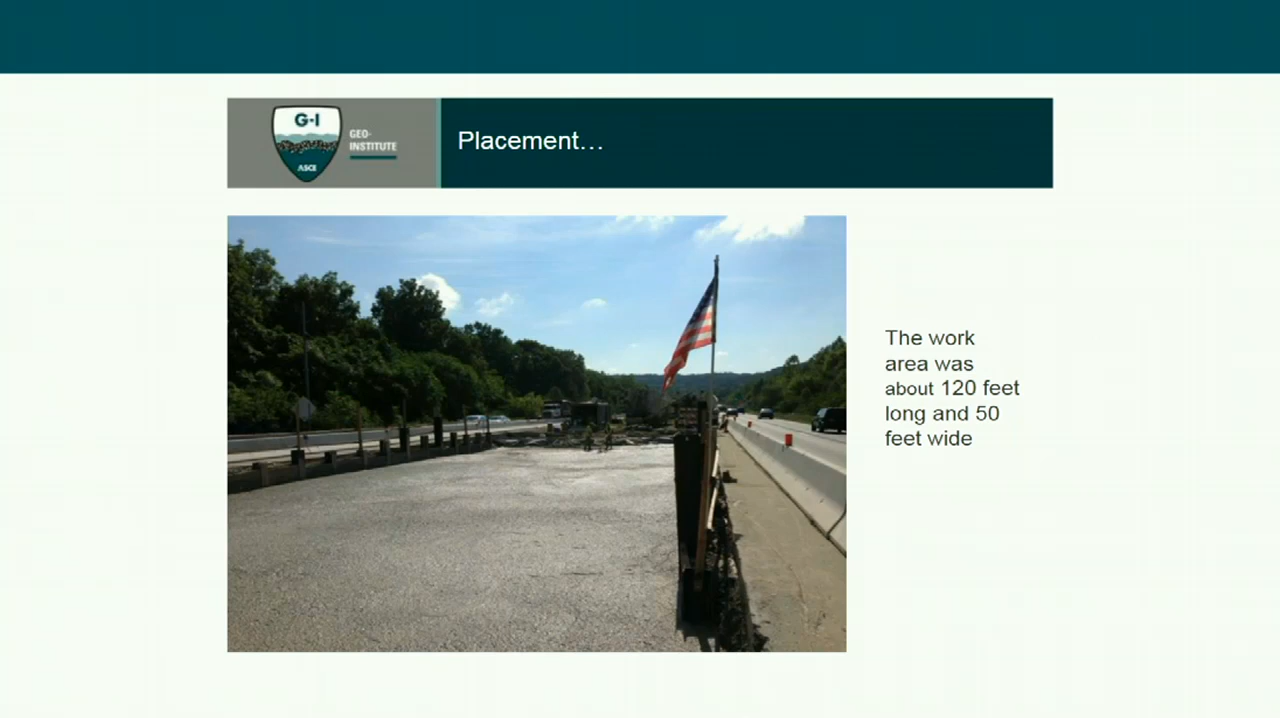 G-I
GEO-
INSTITUTE
ASCE
Placement…
The work
area was
about 120 feet
long and 50
feet wide